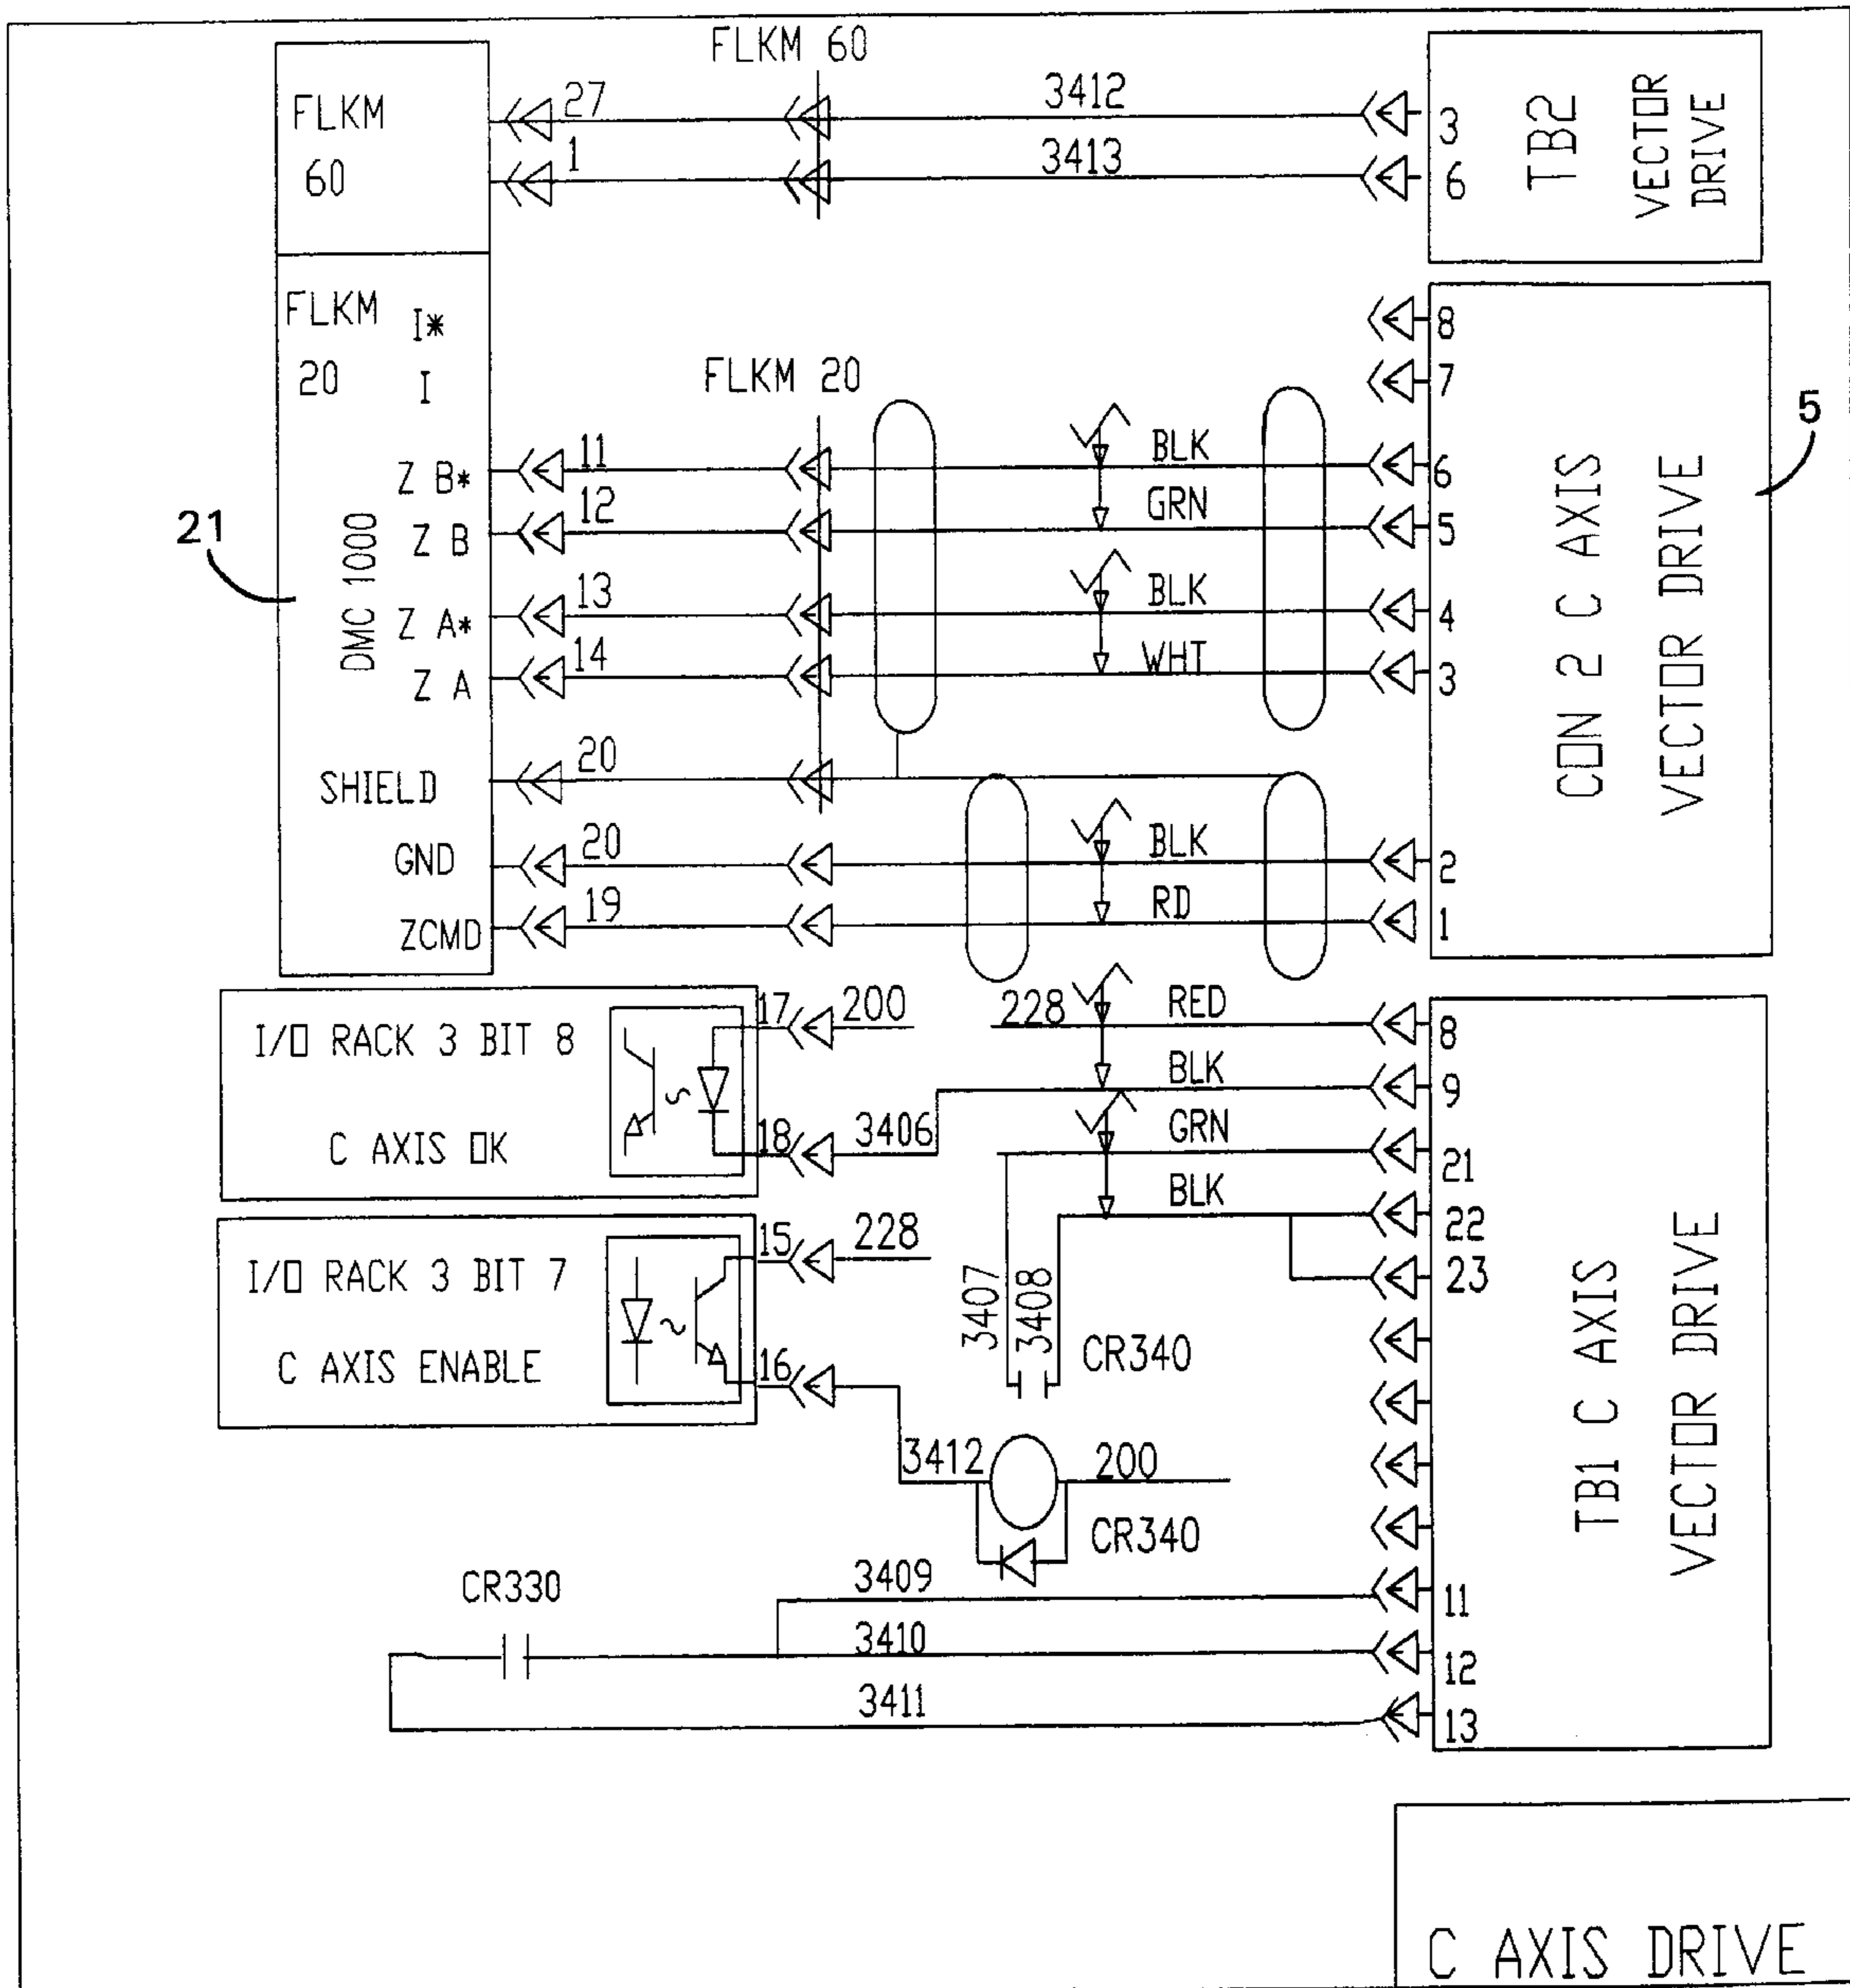 FLKM 60
FLKM
60
27
3412
3
1
3413
6
TB2
VECTOR
DRIVE
FLKM
20
I*
I
FLKM 20
8
7
5
Z B*
11
BLK
6
Z B
12
GRN
5
21
DMC 1000
Z A*
13
BLK
4
Z A
14
WHT
3
CON 2 C AXIS
VECTOR DRIVE
SHIELD
20
GND
20
BLK
2
ZCMD
19
RD
1
I/O RACK 3 BIT 8
C AXIS OK
17
200
228
RED
8
BLK
9
18
3406
GRN
21
BLK
22
23
I/O RACK 3 BIT 7
C AXIS ENABLE
15
228
16
3407
3408
CR340
3412
200
CR340
TB1 C AXIS
VECTOR DRIVE
CR330
3409
11
3410
12
3411
13
C AXIS DRIVE